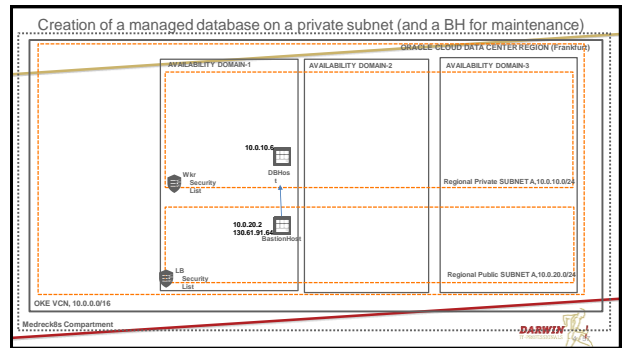 Creation of a managed database on a private subnet (and a BH for maintenance)
ORACLE CLOUD DATA CENTER REGION (Frankfurt)
AVAILABILITY DOMAIN-1
AVAILABILITY DOMAIN-2
AVAILABILITY DOMAIN-3
10.0.10.6
DBHos
t
Wkr
Security
List
Regional Private SUBNET A,10.0.10.0/24
10.0.20.2
130.61.91.64
BastionHost
LB
Security
List
Regional Public SUBNET A,10.0.20.0/24
OKE VCN, 10.0.0.0/16
Medreck8s Compartment
DARWIN
IT-PROFESSIONALS